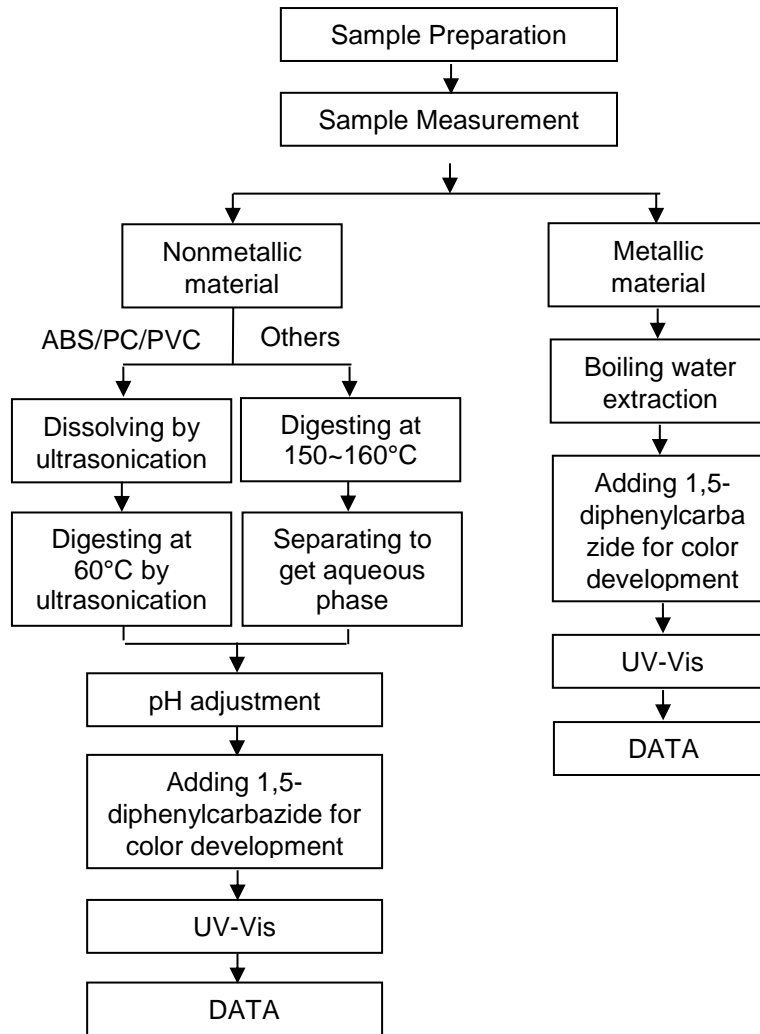 Sample Preparation
Sample Measurement
Nonmetallic
material
Metallic
material
ABS/PC/PVC
Others
Boiling water
extraction
Dissolving by
ultrasonication
Digesting at
150~160°C
Adding 1,5-
diphenylcarba
zide for color
development
Digesting at
60°C by
ultrasonication
Separating to
get aqueous
phase
UV-Vis
pH adjustment
DATA
Adding 1,5-
diphenylcarbazide for
color development
UV-Vis
DATA